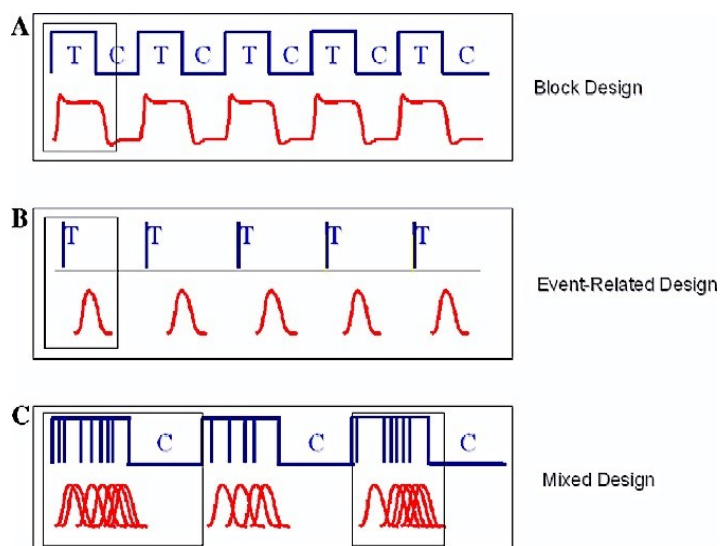 A
T C T C T C T C T C
Block Design
B
T T T T T
Event-Related Design
C
C C C
Mixed Design